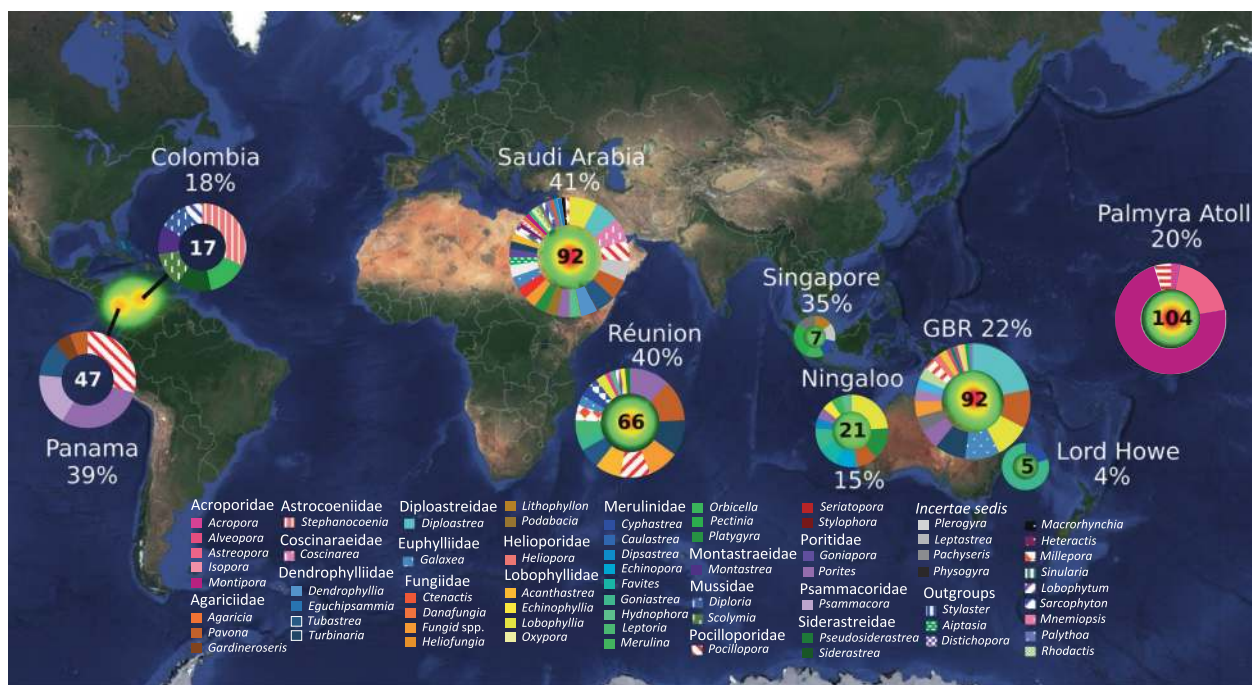 Colombia
18%
17
Saudi Arabia
41%
92
Palmyra Atoll
20%
104
Singapore
35%
7
Réunion
40%
66
GBR 22%
92
Ningaloo
21
15%
Lord Howe
4%
5
47
Panama
39%
Acroporidae
Acropora
Alveopora
Astreopora
Isopora
Montipora
Agariciidae
Agaricia
Pavona
Gardineroseris
Astrocoeniidae
Stephanocoenia
Coscinaraeidae
Coscinarea
Dendrophylliidae
Dendrophyllia
Eguchipsammia
Tubastrea
Turbinaria
Diploastreidae
Diploastrea
Euphylliidae
Galaxea
Fungiidae
Ctenactis
Danafungia
Fungid spp.
Heliofungia
Lithophyllon
Podabacia
Helioporidae
Heliopora
Lobophyllidae
Acanthastrea
Echinophyllia
Lobophyllia
Oxypora
Merulinidae
Cyphastrea
Caulastrea
Dipsastrea
Echinopora
Favites
Goniastrea
Hydnophora
Leptoria
Merulina
Orbicella
Pectinia
Platygyra
Montastraeidae
Montastrea
Mussidae
Diploria
Scolymia
Pocilloporidae
Pocillopora
Seriatopora
Stylophora
Poritidae
Goniapora
Porites
Psammacoridae
Psammacora
Siderastreidae
Pseudosiderastrea
Siderastrea
Incertae sedis
Plerogyra
Leptastrea
Pachyseris
Physogyra
Outgroups
Stylaster
Aiptasia
Distichopora
Macrorhynchia
Heteractis
Millepora
Sinularia
Lobophytum
Sarcophyton
Mnemiopsis
Palythoa
Rhodactis